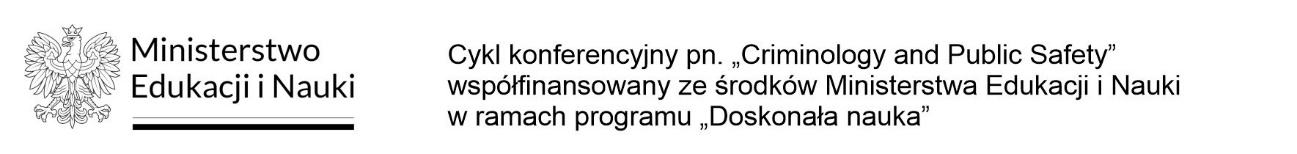 Ministerstwo
Edukacji i Nauki
Cykl konferencyjny pn. „Criminology and Public Safety”
współfinansowany ze środków Ministerstwa Edukacji i Nauki
w ramach programu „Doskonała nauka”